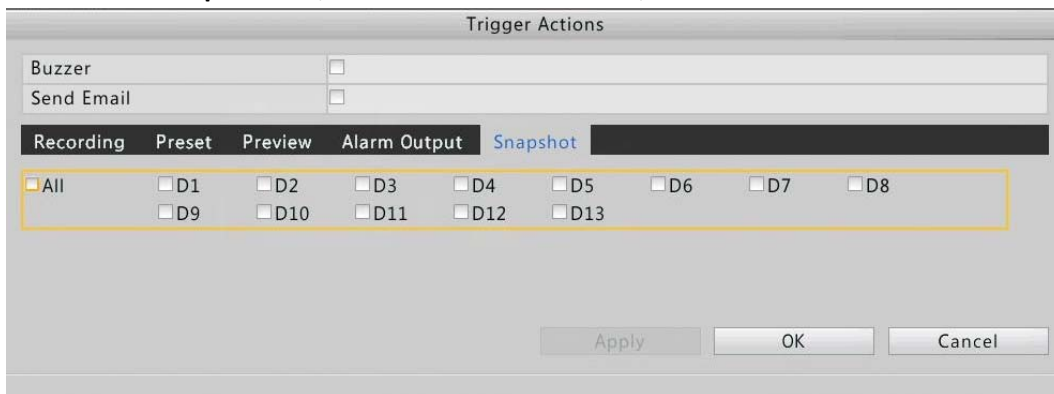 Trigger Actions
Buzzer
Send Email
Recording Preset Preview Alarm Output Snapshot
All D1 D2 D3 D4 D5 D6 D7 D8
D9 D10 D11 D12 D13
Apply OK Cancel